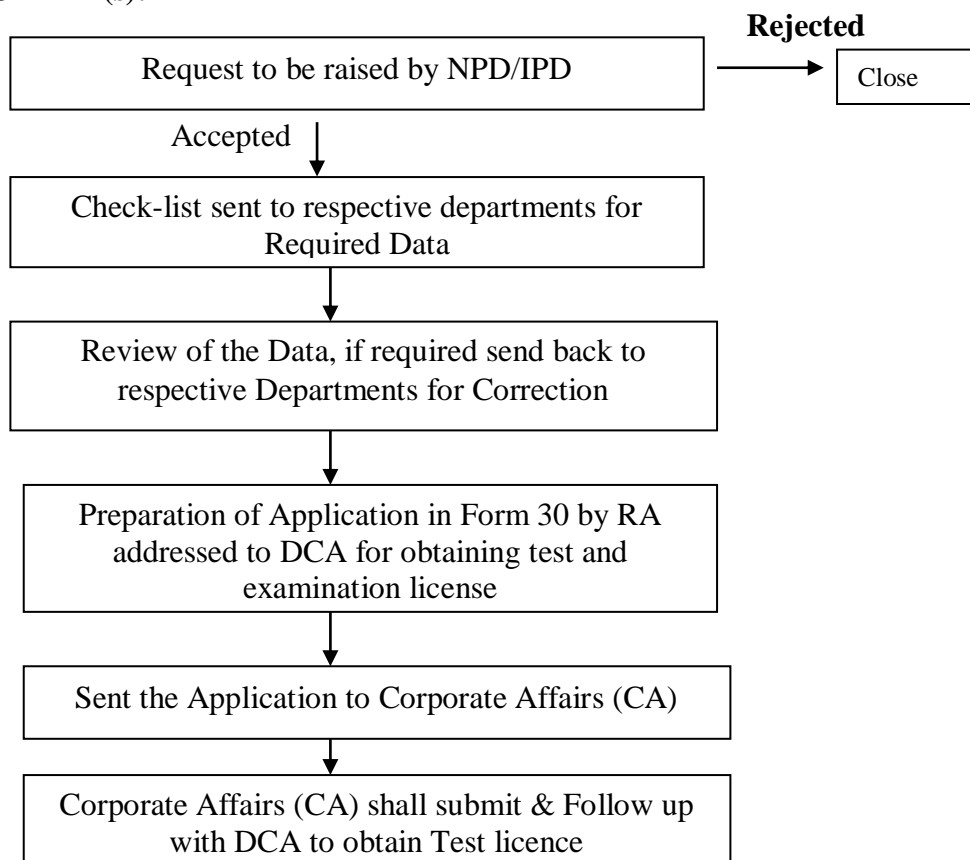 Rejected
Request to be raised by NPD/IPD
Close
Accepted
Check-list sent to respective departments for
Required Data
Review of the Data, if required send back to
respective Departments for Correction
Preparation of Application in Form 30 by RA
addressed to DCA for obtaining test and
examination license
Sent the Application to Corporate Affairs (CA)
Corporate Affairs (CA) shall submit & Follow up
with DCA to obtain Test licence